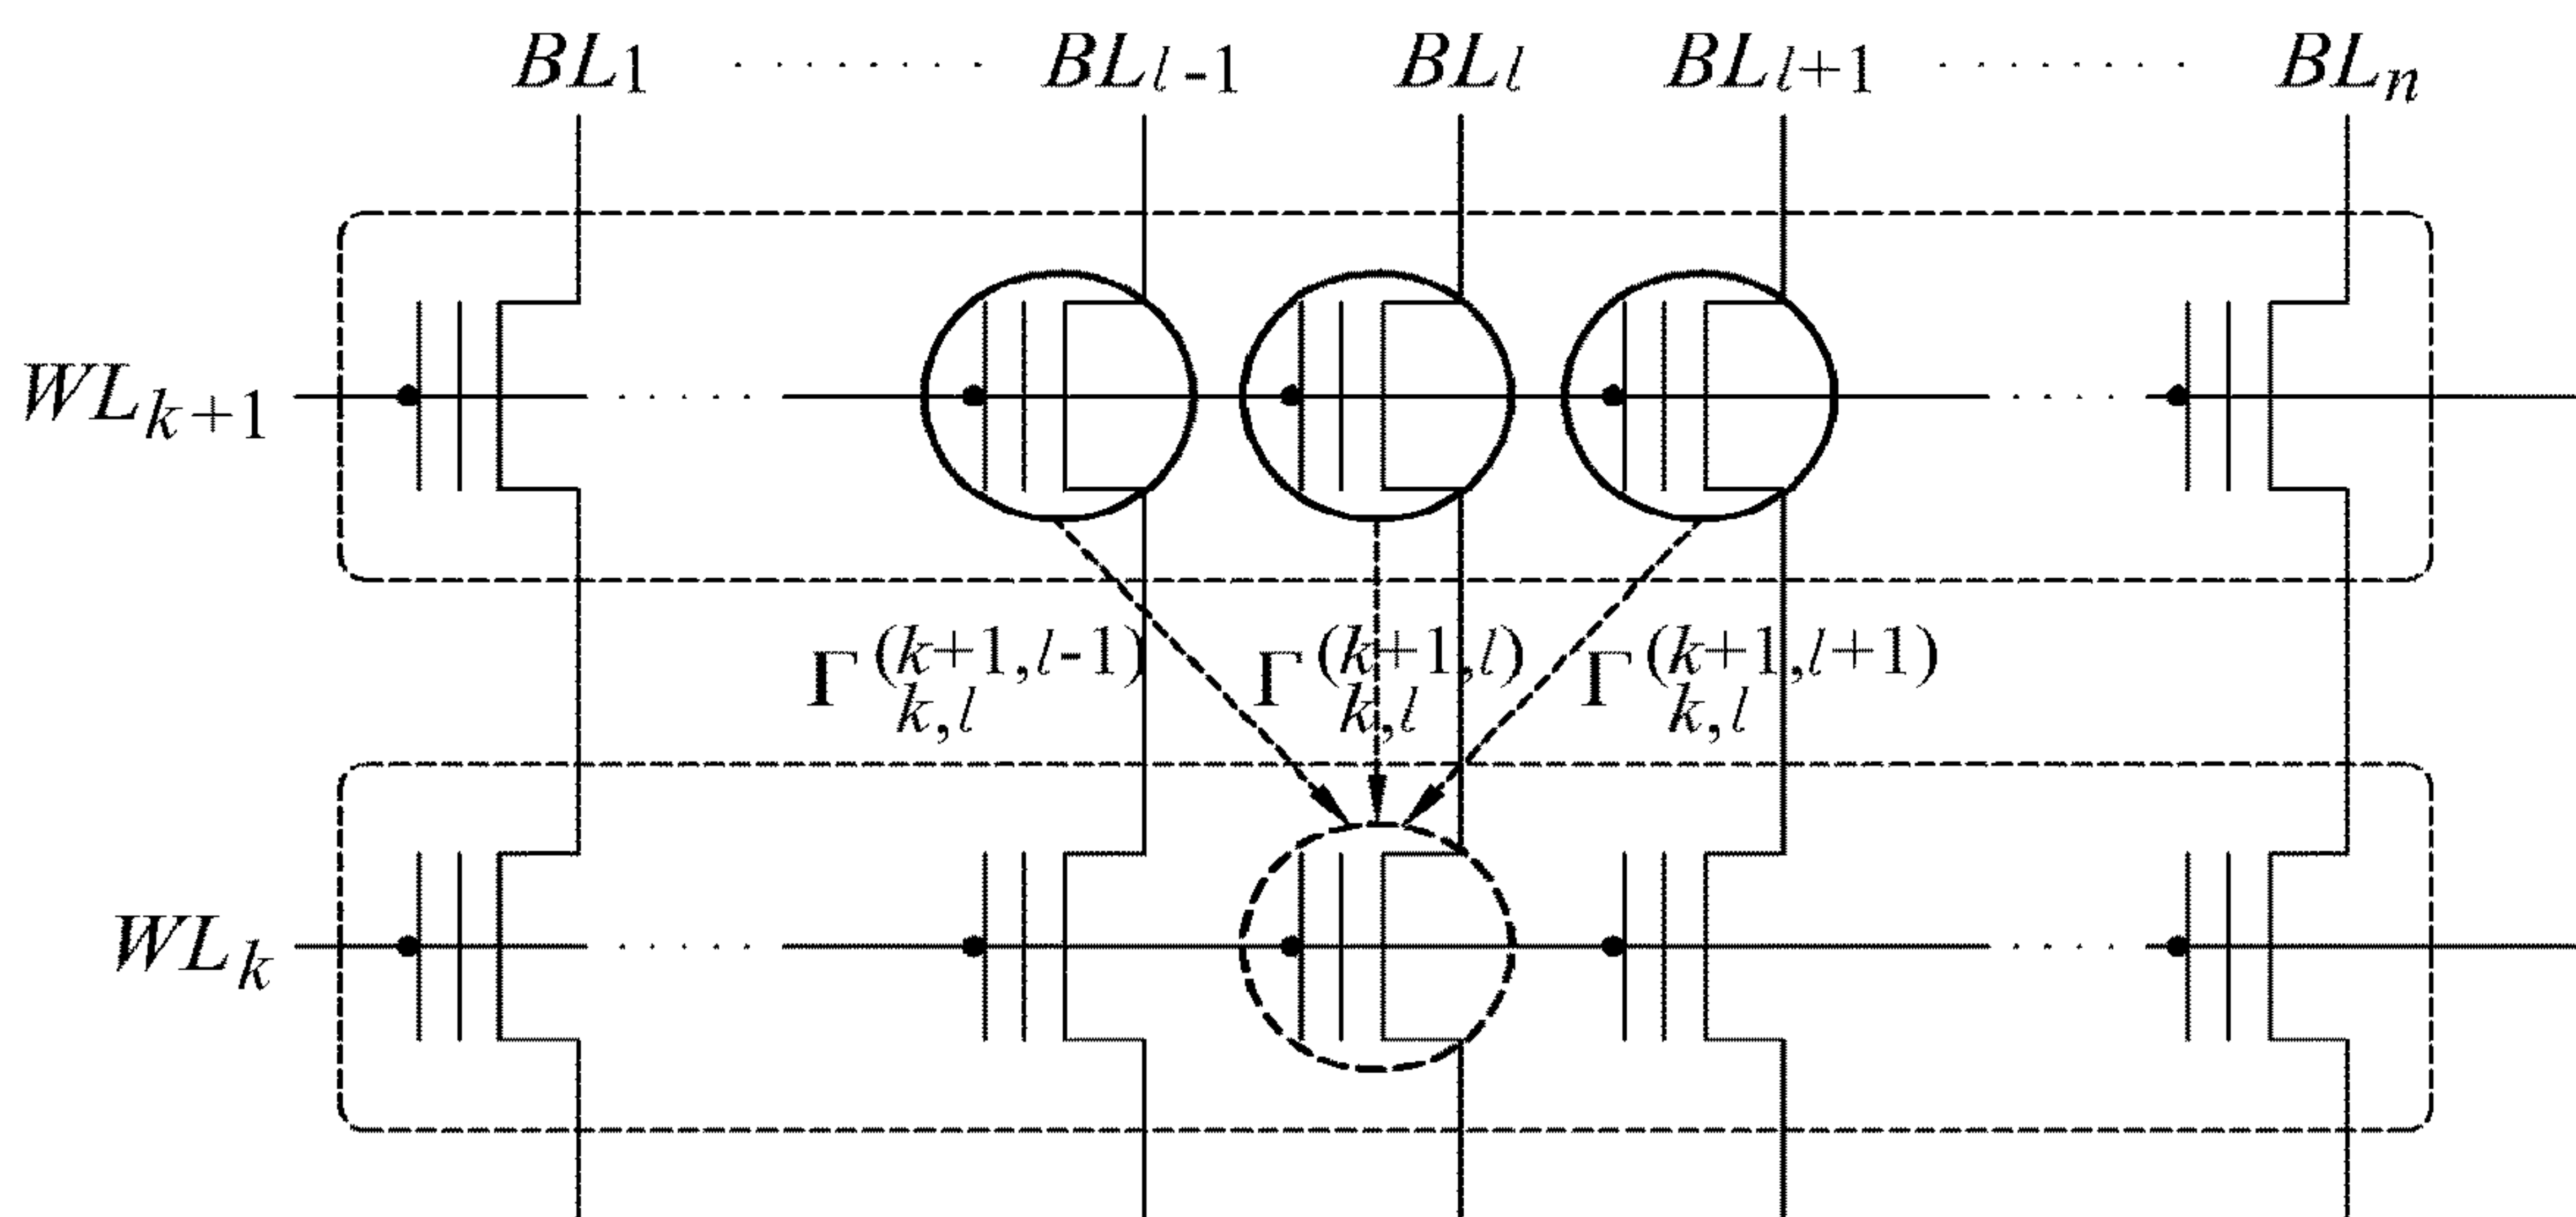 BL1 ........ BLl-1 BLl BLl+1 ........ BLn
WLk+1
Γ(k+1,l-1)k,l Γ(k+1,l)k,l Γ(k+1,l+1)k,l
WLk